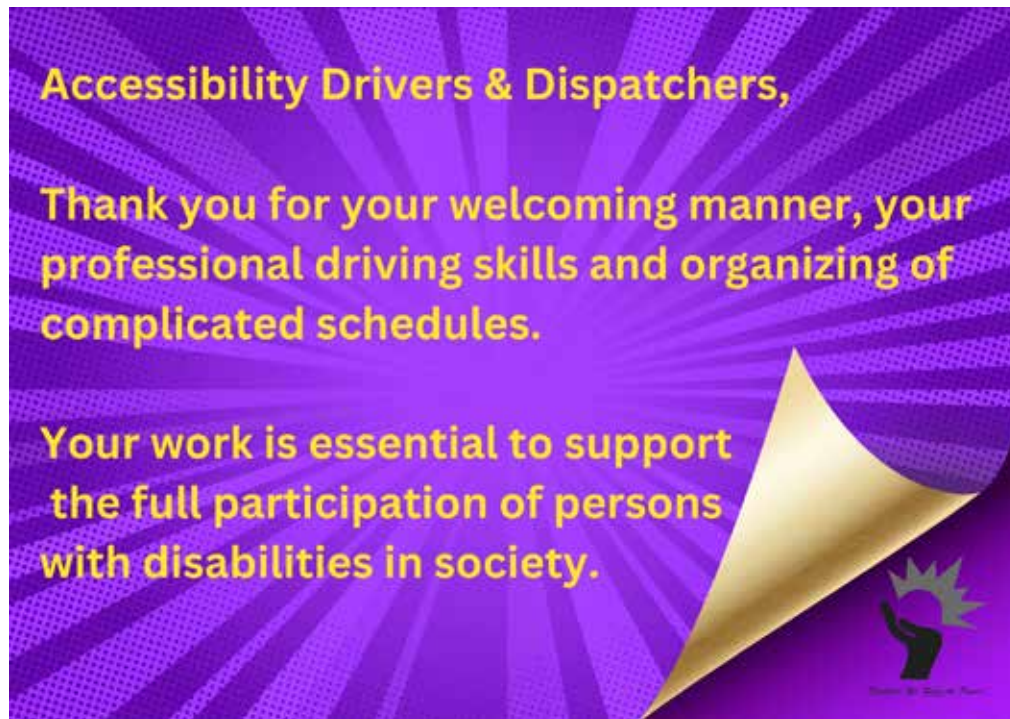 Accessibility Drivers & Dispatchers,
Thank you for your welcoming manner, your
professional driving skills and organizing of
complicated schedules.
Your work is essential to support
the full participation of persons
with disabilities in society.